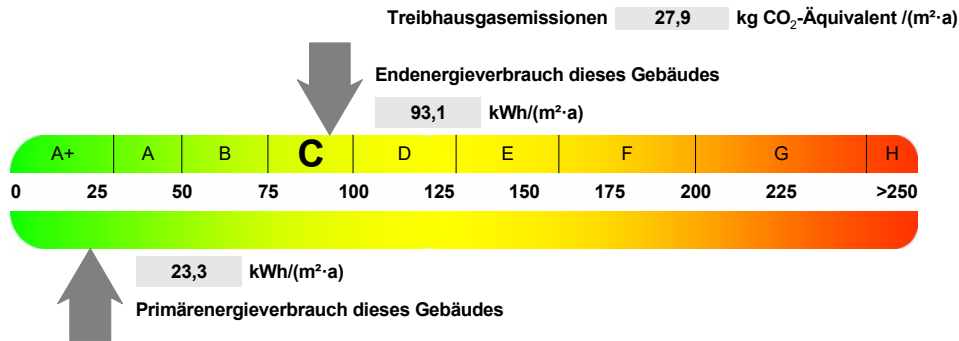 Treibhausgasemissionen 27,9 kg CO₂-Äquivalent /(m²·a)
Endenergieverbrauch dieses Gebäudes
93,1 kWh/(m²·a)
A+ A B C D E F G H
0 25 50 75 100 125 150 175 200 225 >250
23,3 kWh/(m²·a)
Primärenergieverbrauch dieses Gebäudes